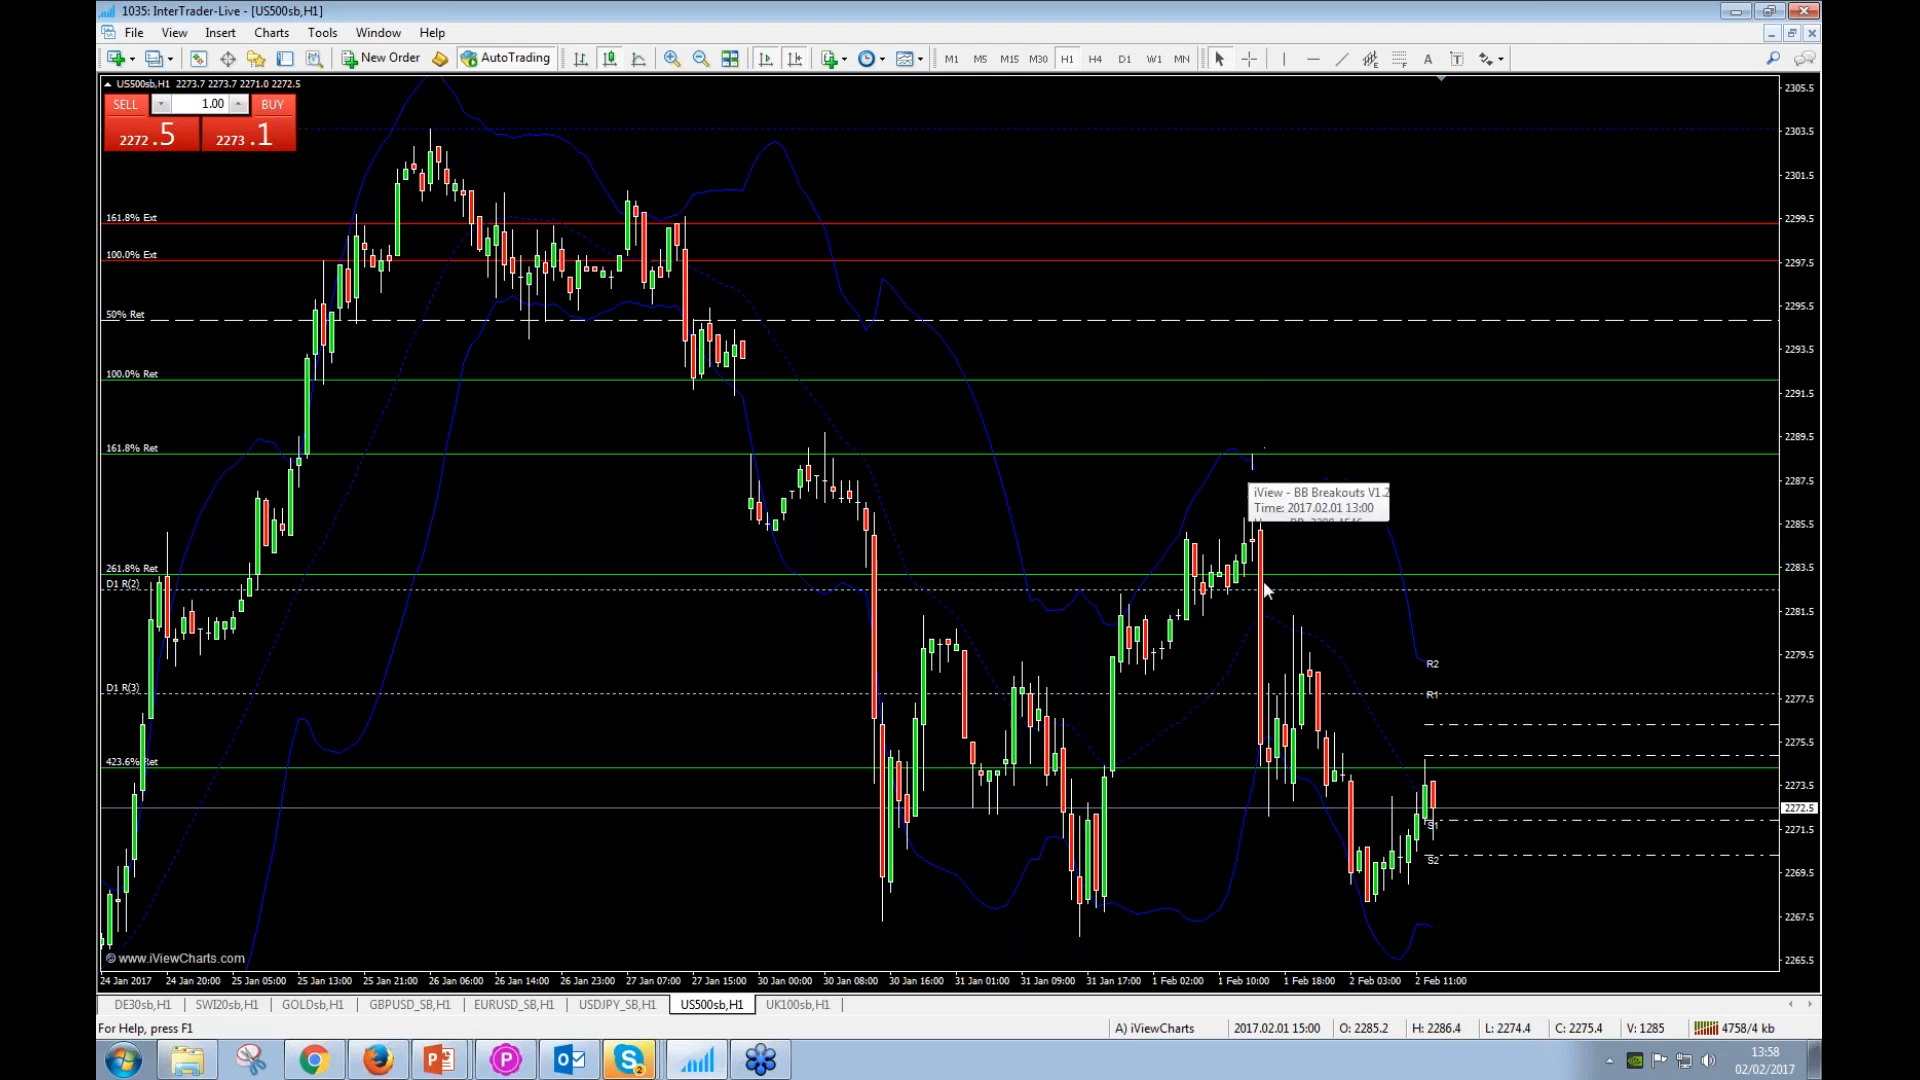 1035: InterTrader-Live - [US500sb,H1]
File View Insert Charts Tools Window Help
New Order AutoTrading M1 M5 M15 M30 H1 H4 D1 W1 MN
US500sb,H1 2273.7 2273.7 2271.0 2272.5
SELL 1.00 BUY
2272.5 2273.1
2305.5
2303.5
2301.5
161.8% Ext
2299.5
100.0% Ext
2297.5
2295.5
50% Ret
2293.5
100.0% Ret
2291.5
2289.5
161.8% Ret
2287.5
iView - BB Breakouts V1.2
Time: 2017.02.01 13:00
2285.5
261.8% Ret
2283.5
D1 R(2)
2281.5
2279.5
R2
D1 R(3)
R1
2277.5
2275.5
423.6% Ret
2273.5
2272.5
2271.5
S1
S2
2269.5
2267.5
2265.5
© www.iViewCharts.com
24 Jan 2017 24 Jan 20:00 25 Jan 05:00 25 Jan 13:00 25 Jan 21:00 26 Jan 06:00 26 Jan 14:00 26 Jan 23:00 27 Jan 07:00 27 Jan 15:00 30 Jan 00:00 30 Jan 08:00 30 Jan 16:00 31 Jan 01:00 31 Jan 09:00 31 Jan 17:00 1 Feb 02:00 1 Feb 10:00 1 Feb 18:00 2 Feb 03:00 2 Feb 11:00
DE30sb,H1 SWI20sb,H1 GOLDsb,H1 GBPUSD_SB,H1 EURUSD_SB,H1 USDJPY_SB,H1 US500sb,H1 UK100sb,H1
For Help, press F1 A) iViewCharts 2017.02.01 15:00 O: 2285.2 H: 2286.4 L: 2274.4 C: 2275.4 V: 1285 4758/4 kb
13:58
02/02/2017